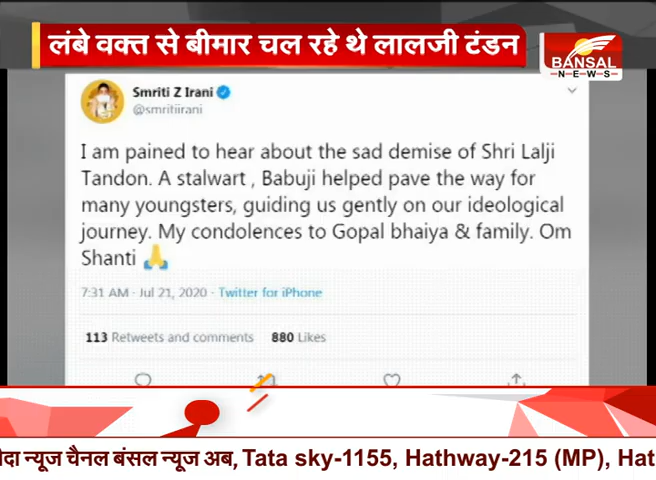 लंबे वक्त से बीमार चल रहे थे लालजी टंडन
BANSAL
NEWS
Smriti Z Irani
@smritiirani
I am pained to hear about the sad demise of Shri Lalji
Tandon. A stalwart , Babuji helped pave the way for
many youngsters, guiding us gently on our ideological
journey. My condolences to Gopal bhaiya & family. Om
Shanti 🙏
7:31 AM · Jul 21, 2020 · Twitter for iPhone
113 Retweets and comments 880 Likes
न्यूज चैनल बंसल न्यूज अब, Tata sky-1155, Hathway-215 (MP), Hat